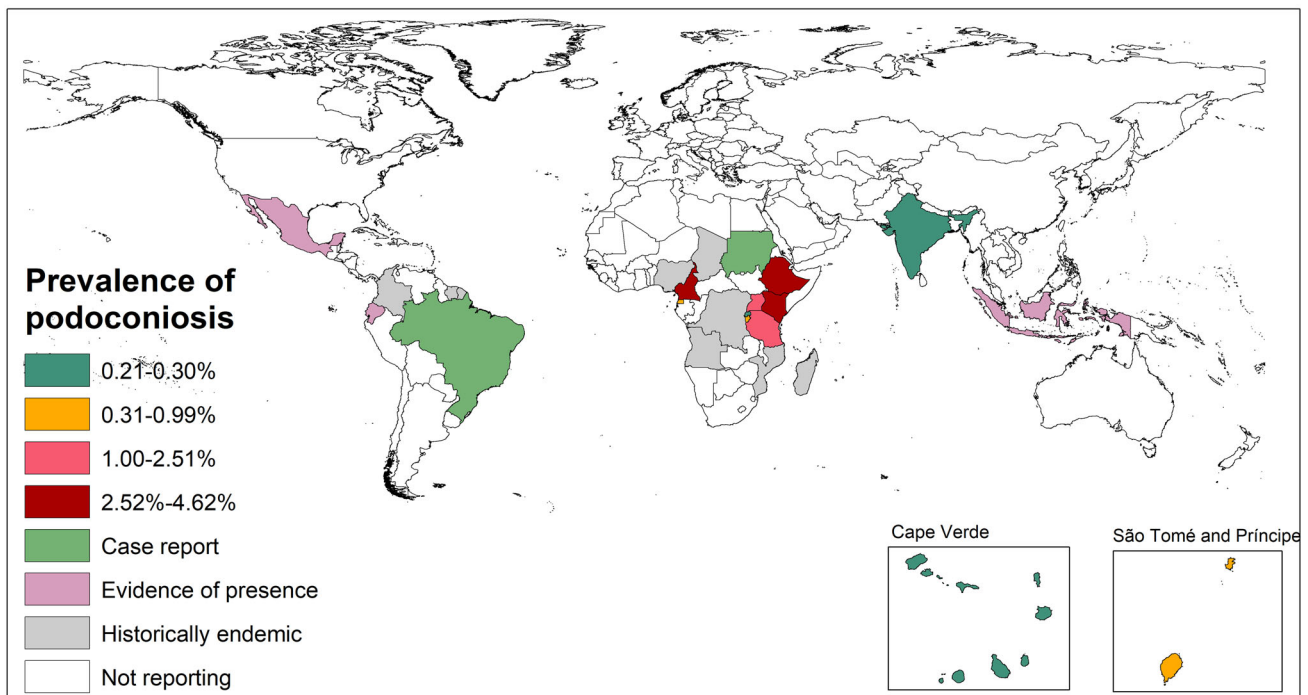 Prevalence of
podoconiosis
0.21-0.30%
0.31-0.99%
1.00-2.51%
2.52%-4.62%
Case report
Evidence of presence
Historically endemic
Not reporting
Cape Verde
São Tomé and Príncipe